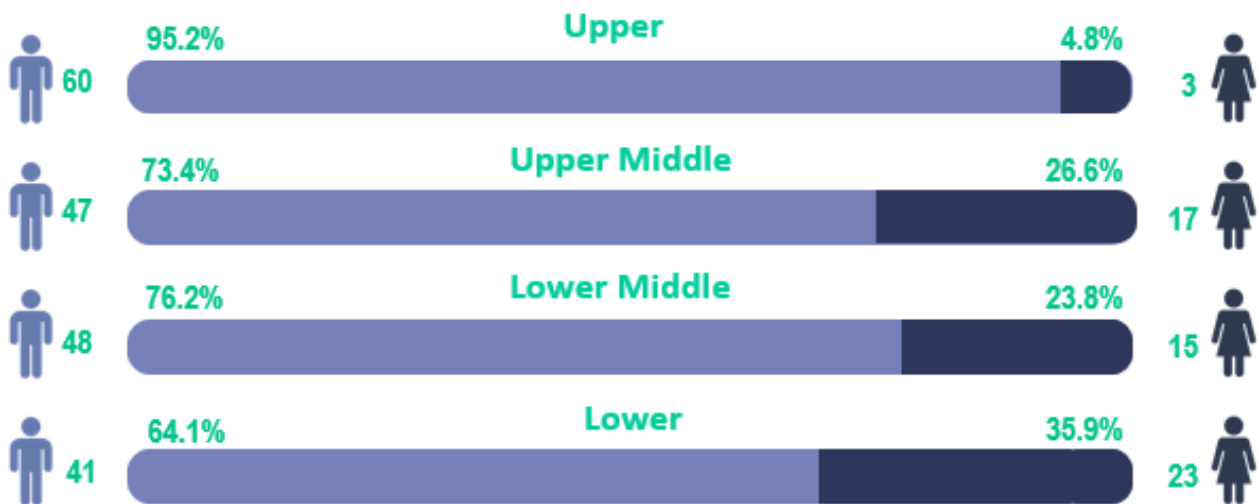 Upper
95.2% 4.8%
60 3
Upper Middle
73.4% 26.6%
47 17
Lower Middle
76.2% 23.8%
48 15
Lower
64.1% 35.9%
41 23